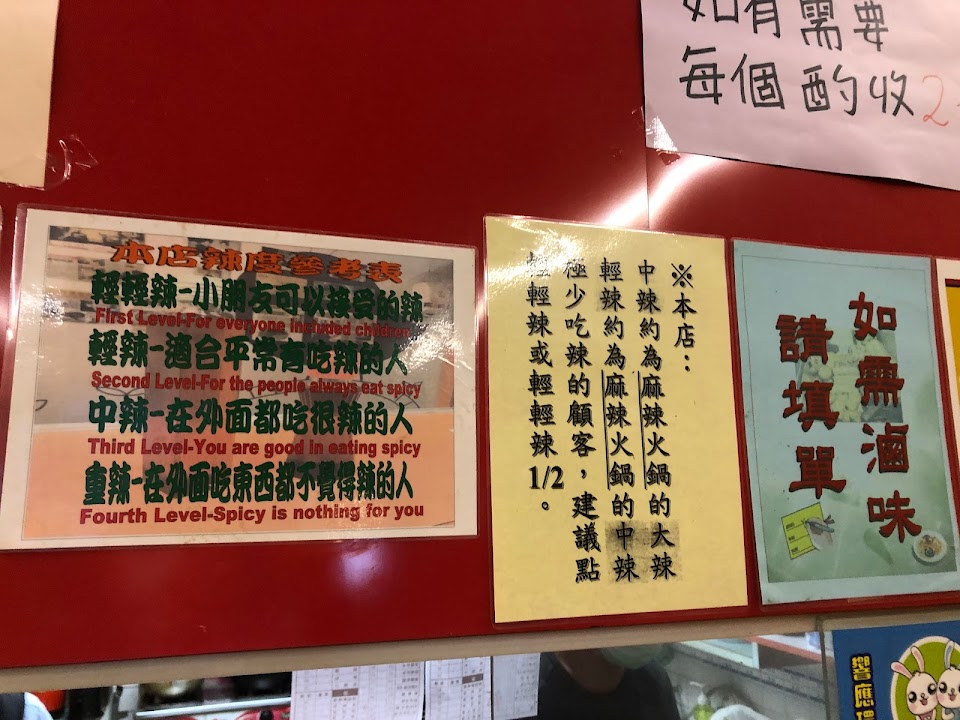 如有需要
每個酌收2
本店辣度參考表
輕輕辣-小朋友可以接受的辣
First Level-For everyone included children
輕辣-適合平常有吃辣的人
Second Level-For the people always eat spicy
中辣-在外面都吃很辣的人
Third Level-You are good in eating spicy
重辣-在外面吃東西都不覺得辣的人
Fourth Level-Spicy is nothing for you
※本店：
中辣約為麻辣火鍋的大辣
輕辣約為麻辣火鍋的中辣
極少吃辣的顧客，建議點
輕輕辣或輕輕辣1/2。
如需滷味
請填單
響應環